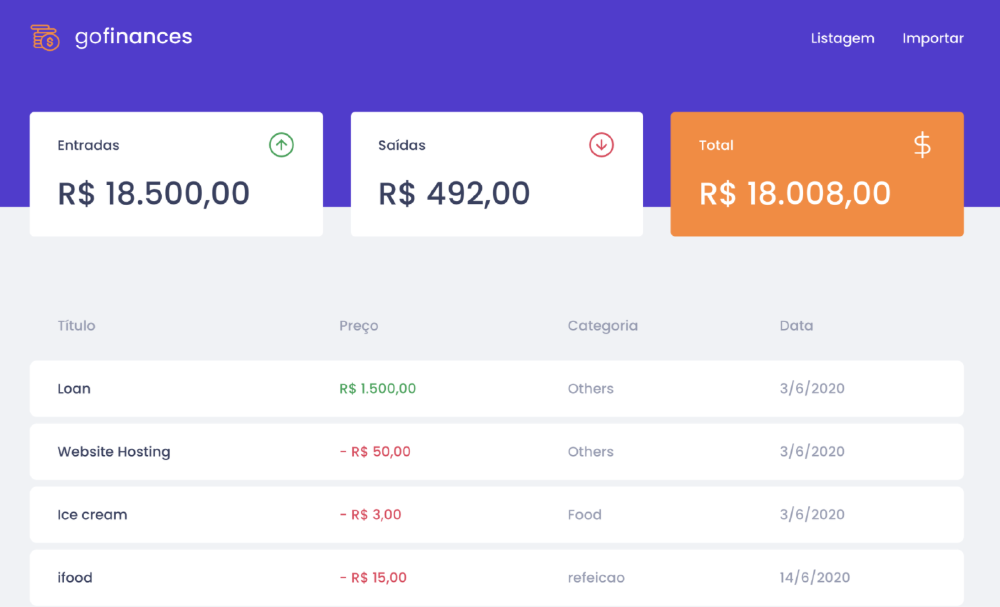 gofinances
Listagem Importar
Entradas
R$ 18.500,00
Saídas
R$ 492,00
Total
$
R$ 18.008,00
Título Preço Categoria Data
Loan R$ 1.500,00 Others 3/6/2020
Website Hosting - R$ 50,00 Others 3/6/2020
Ice cream - R$ 3,00 Food 3/6/2020
ifood - R$ 15,00 refeicao 14/6/2020